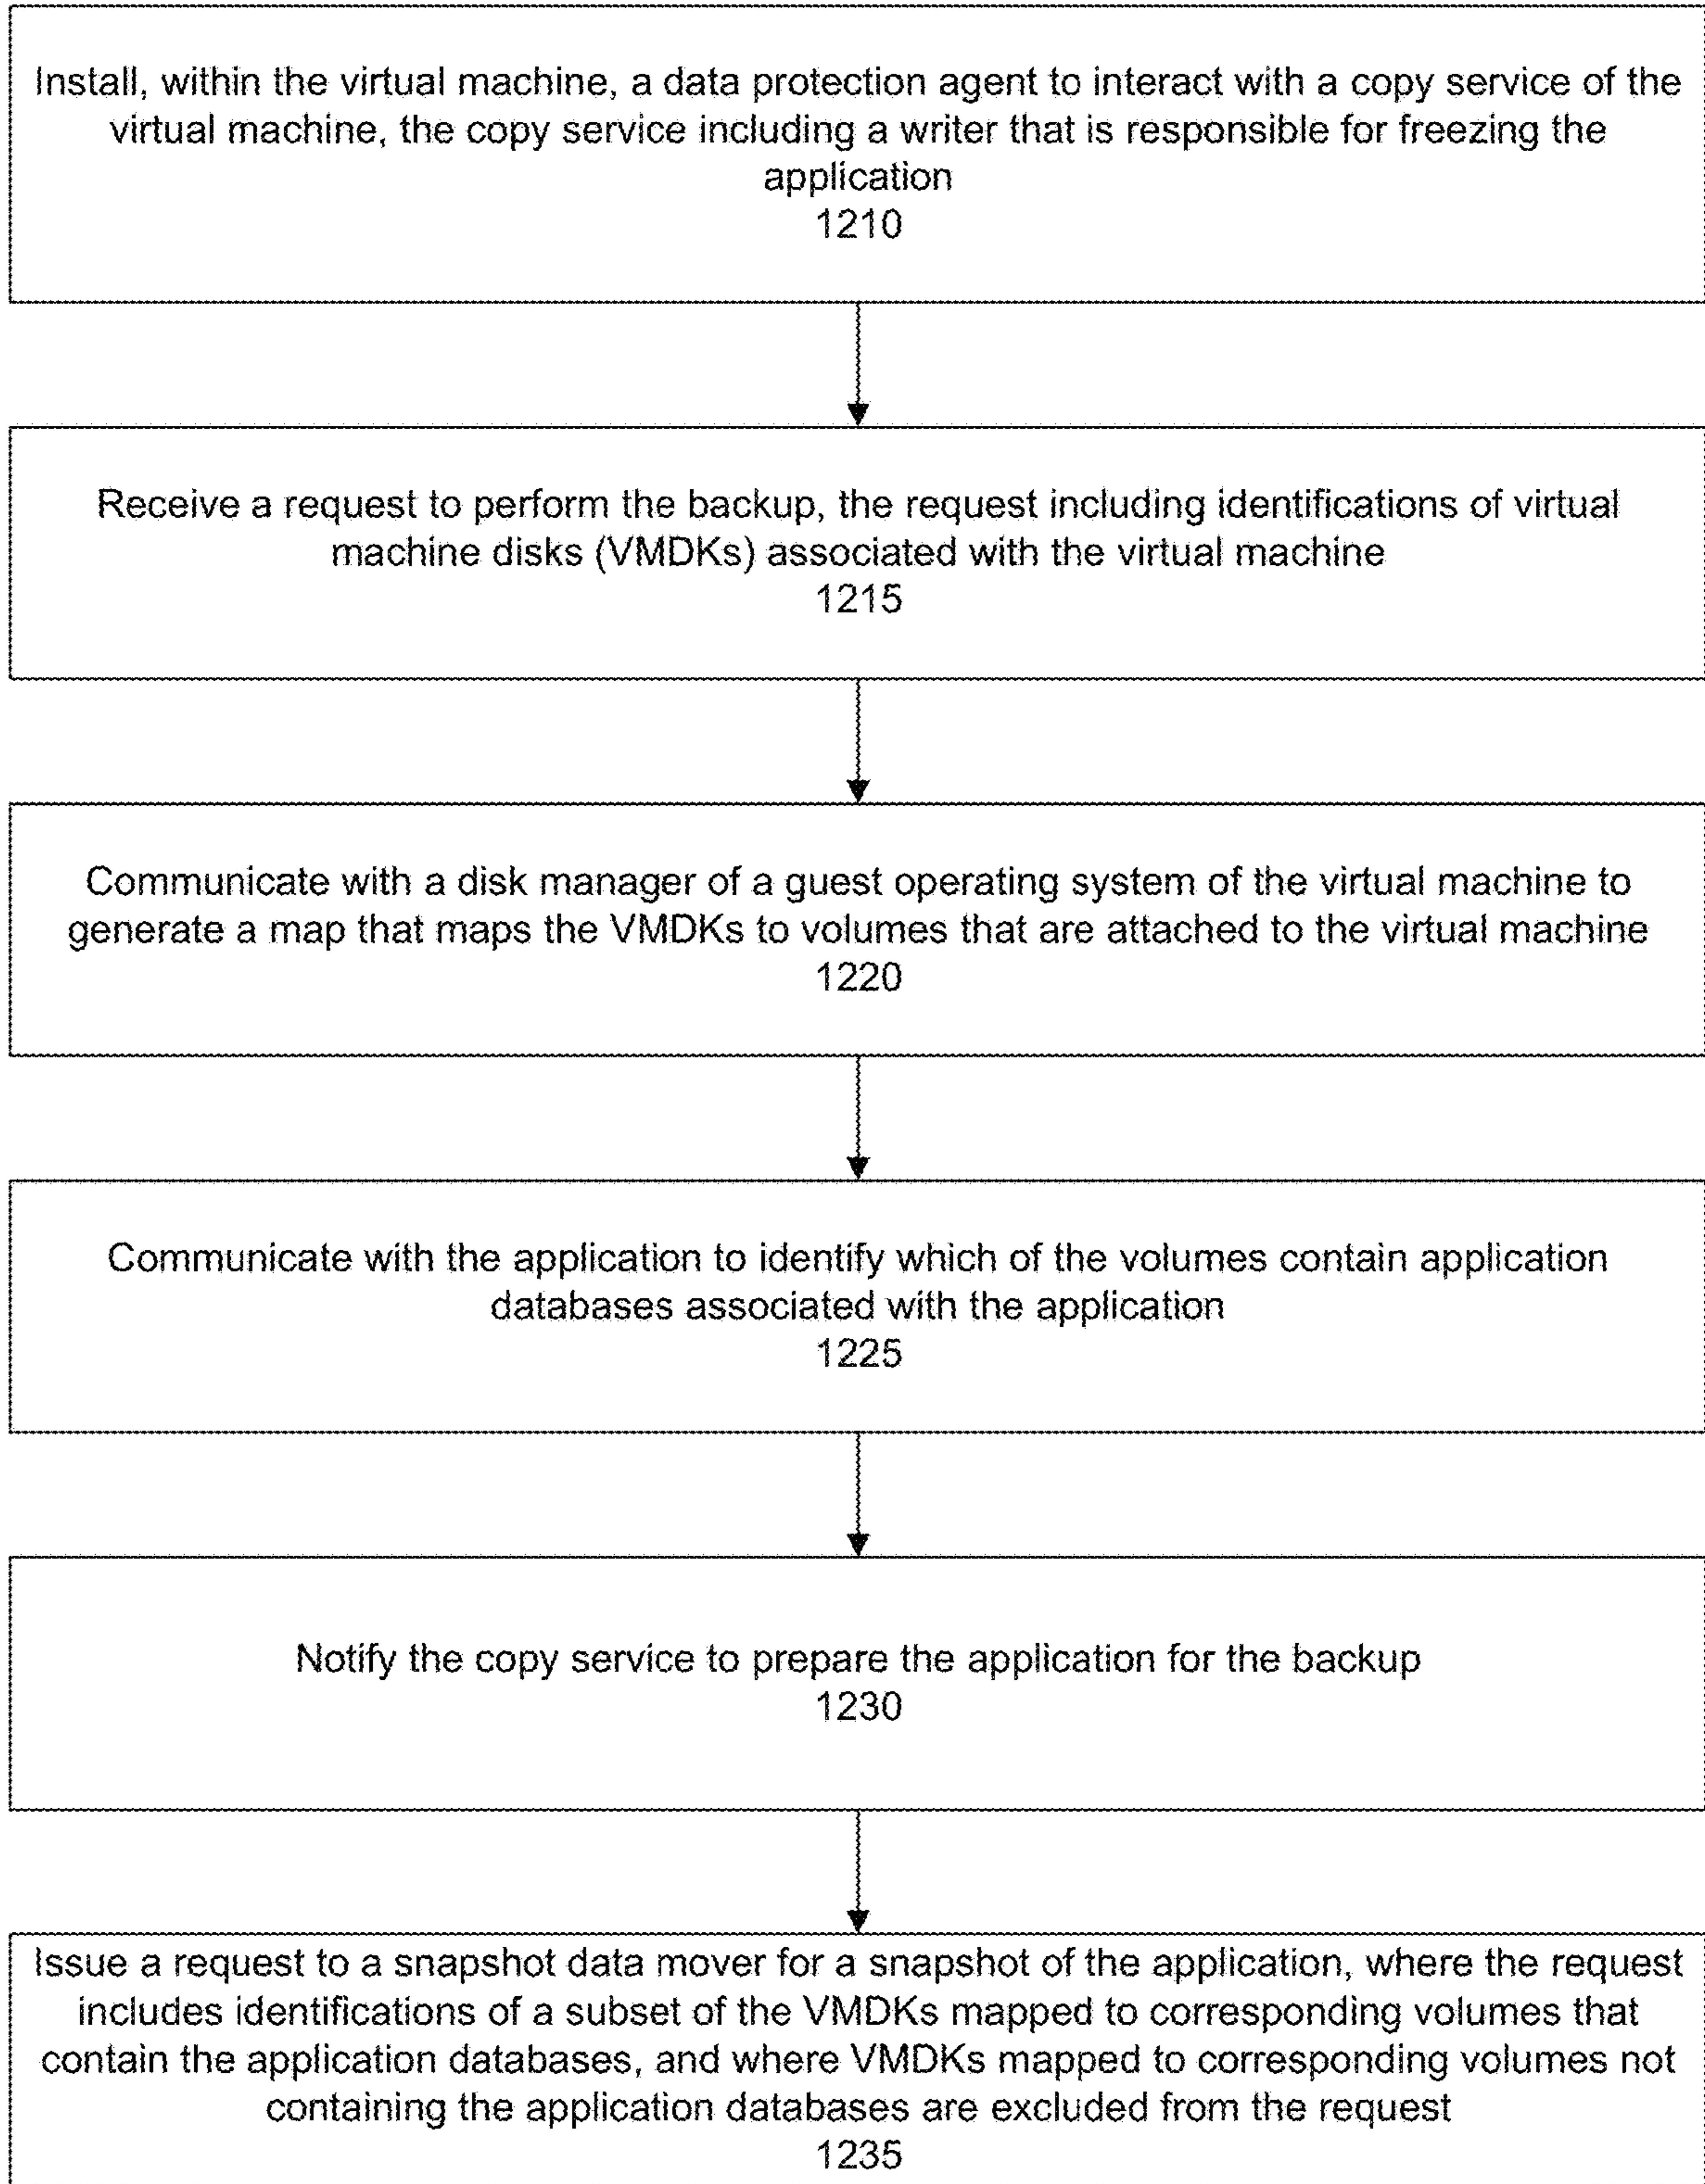 Install, within the virtual machine, a data protection agent to interact with a copy service of the
virtual machine, the copy service including a writer that is responsible for freezing the
application
1210
Receive a request to perform the backup, the request including identifications of virtual
machine disks (VMDKs) associated with the virtual machine
1215
Communicate with a disk manager of a guest operating system of the virtual machine to
generate a map that maps the VMDKs to volumes that are attached to the virtual machine
1220
Communicate with the application to identify which of the volumes contain application
databases associated with the application
1225
Notify the copy service to prepare the application for the backup
1230
Issue a request to a snapshot data mover for a snapshot of the application, where the request
includes identifications of a subset of the VMDKs mapped to corresponding volumes that
contain the application databases, and where VMDKs mapped to corresponding volumes not
containing the application databases are excluded from the request
1235